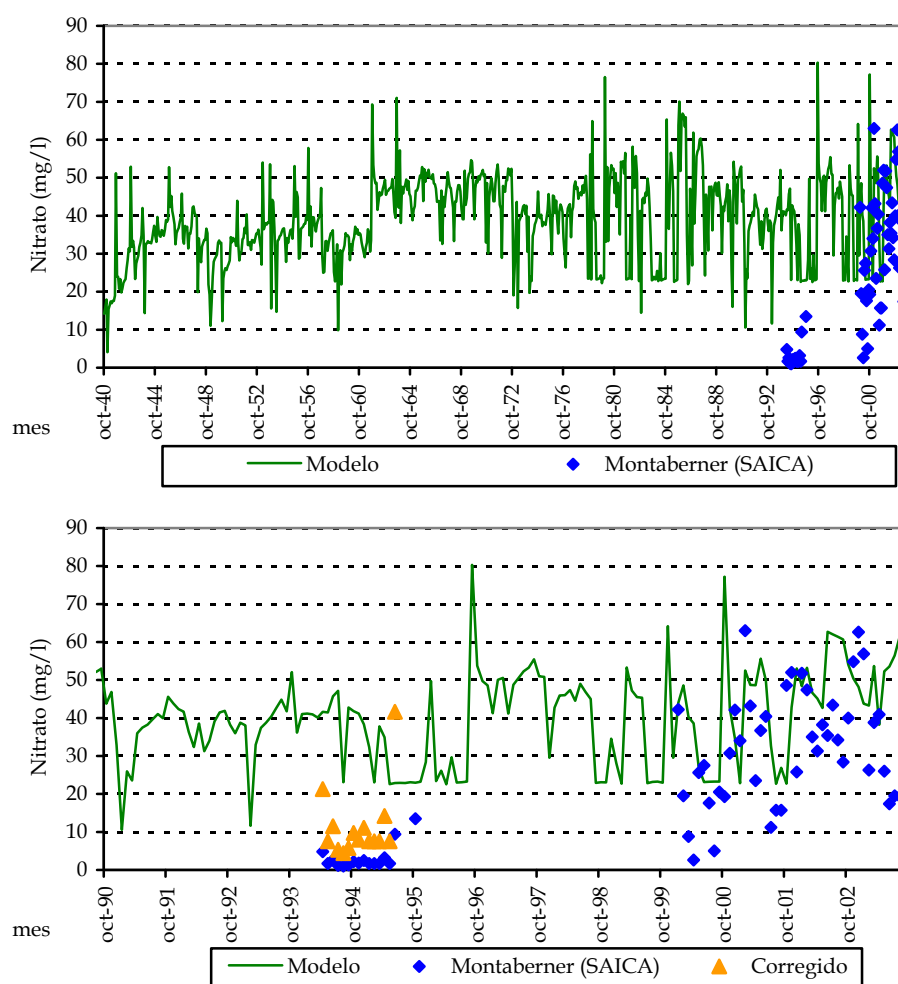 90
80
70
60
50
40
30
20
10
0
Nitrato (mg/l)
oct-40
oct-44
oct-48
oct-52
oct-56
oct-60
oct-64
oct-68
oct-72
oct-76
oct-80
oct-84
oct-88
oct-92
oct-96
oct-00
mes
Modelo Montaberner (SAICA)
90
80
70
60
50
40
30
20
10
0
Nitrato (mg/l)
oct-90
oct-91
oct-92
oct-93
oct-94
oct-95
oct-96
oct-97
oct-98
oct-99
oct-00
oct-01
oct-02
mes
Modelo Montaberner (SAICA) Corregido